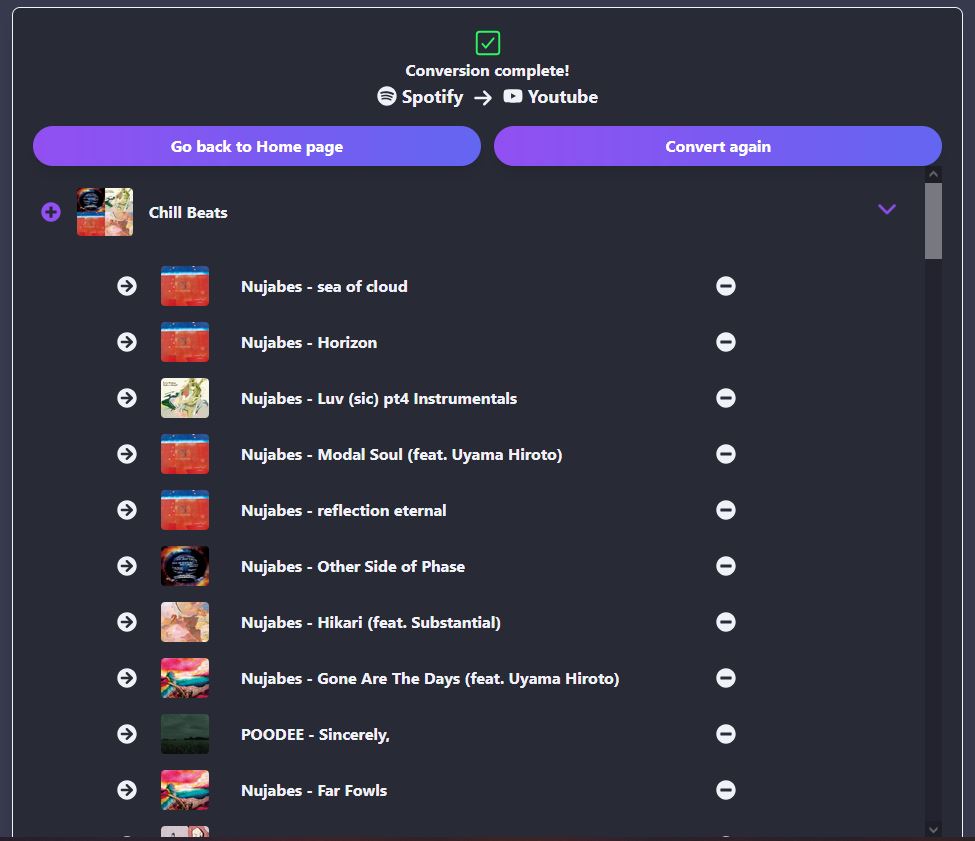 Conversion complete!
Spotify → Youtube
Go back to Home page
Convert again
Chill Beats
Nujabes - sea of cloud
Nujabes - Horizon
Nujabes - Luv (sic) pt4 Instrumentals
Nujabes - Modal Soul (feat. Uyama Hiroto)
Nujabes - reflection eternal
Nujabes - Other Side of Phase
Nujabes - Hikari (feat. Substantial)
Nujabes - Gone Are The Days (feat. Uyama Hiroto)
POODEE - Sincerely,
Nujabes - Far Fowls